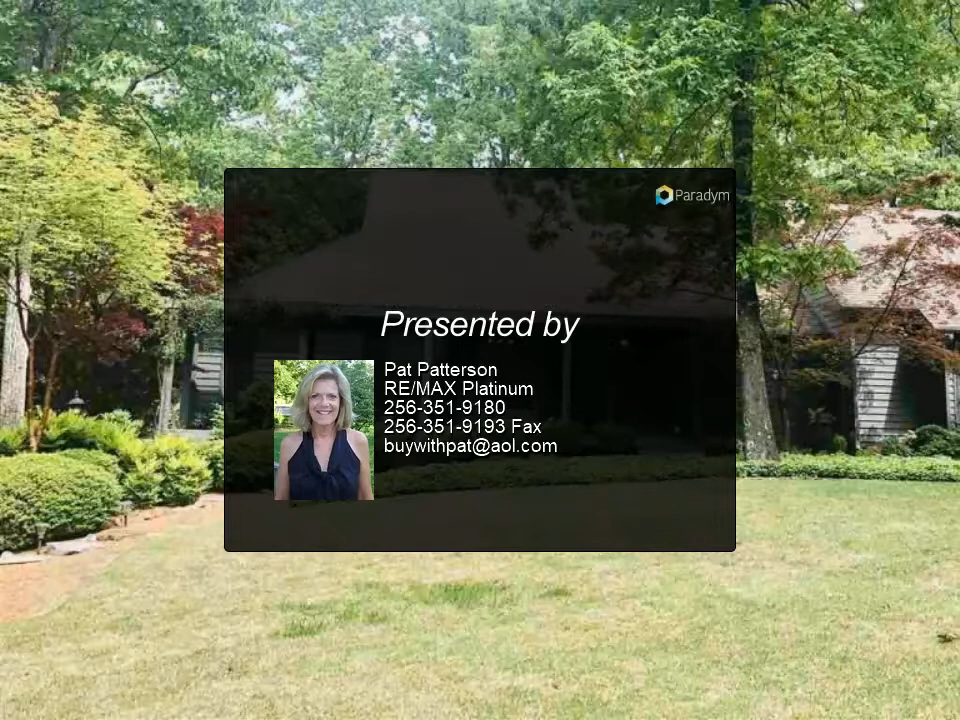 Paradym
Presented by
Pat Patterson
RE/MAX Platinum
256-351-9180
256-351-9193 Fax
buywithpat@aol.com